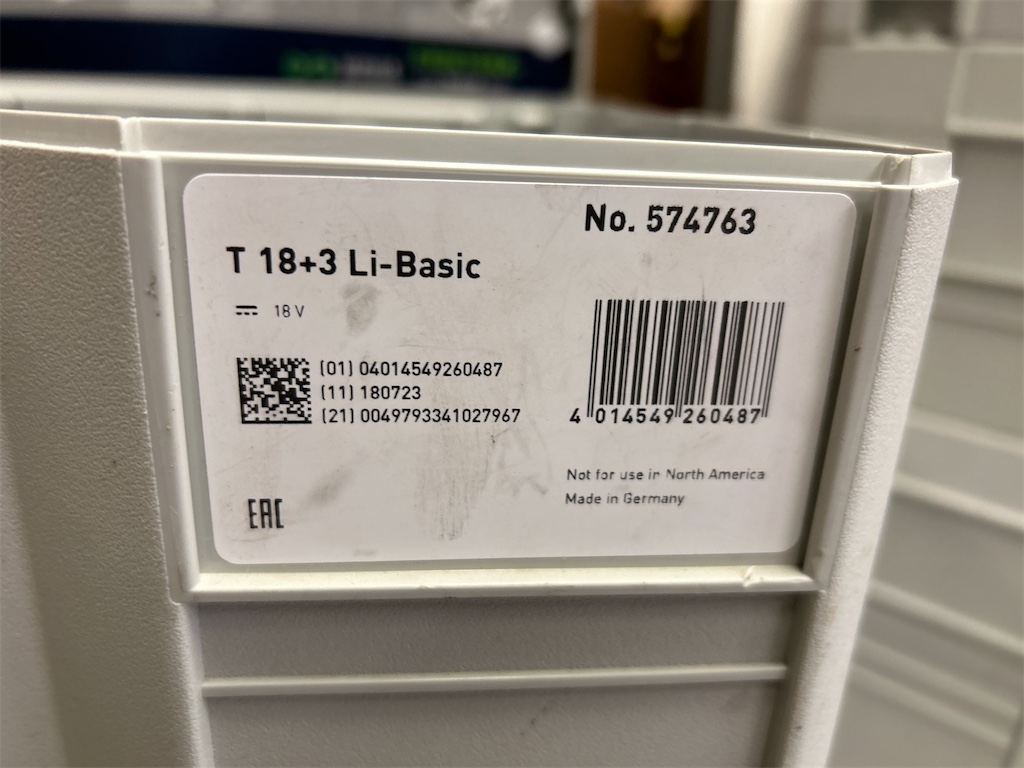 No. 574763
T 18+3 Li-Basic
18 V
(01) 04014549260487
(11) 180723
(21) 0049793341027967
4 014549 260487
Not for use in North America
Made in Germany
EAC